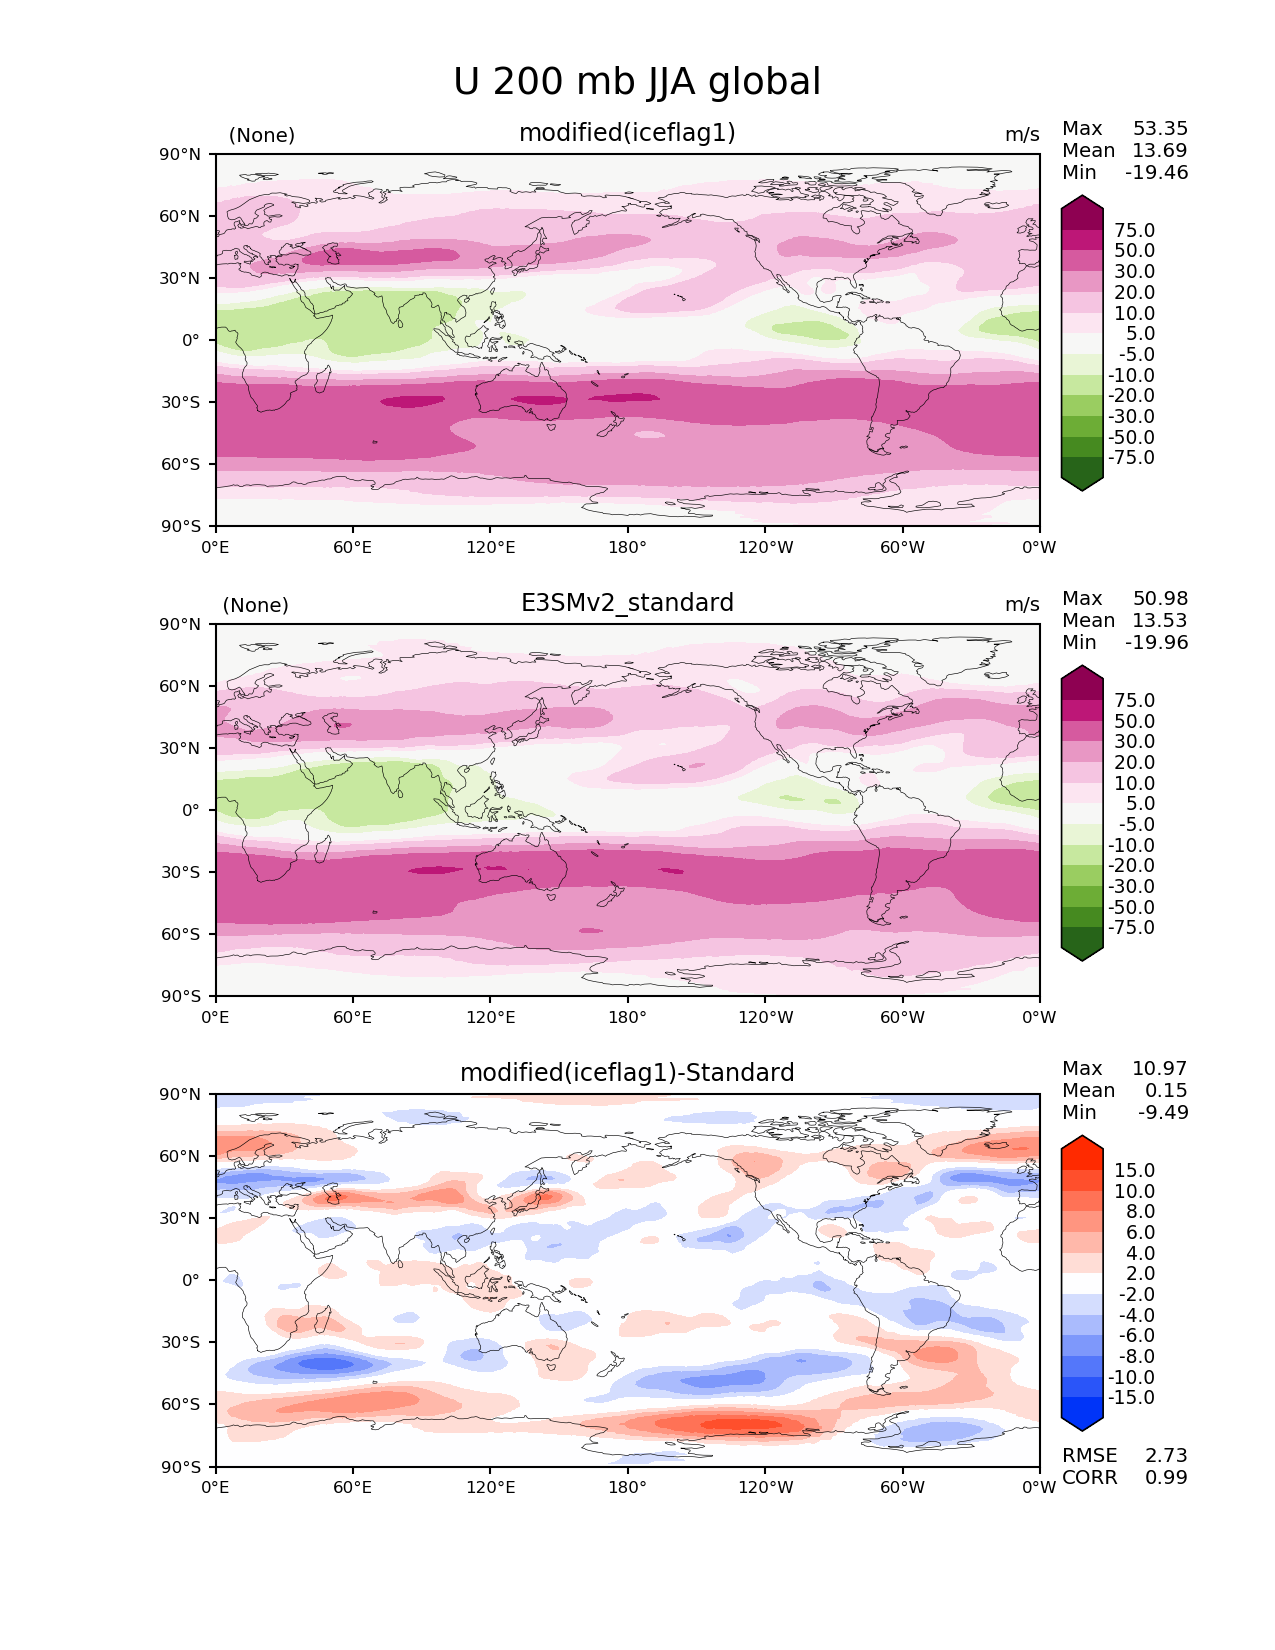 U 200 mb JJA global
(None) modified(iceflag1) m/s
Max 53.35
Mean 13.69
Min -19.46
90°N
60°N
30°N
0°
30°S
60°S
90°S
0°E 60°E 120°E 180° 120°W 60°W 0°W
75.0
50.0
30.0
20.0
10.0
5.0
-5.0
-10.0
-20.0
-30.0
-50.0
-75.0
(None) E3SMv2_standard m/s
Max 50.98
Mean 13.53
Min -19.96
90°N
60°N
30°N
0°
30°S
60°S
90°S
0°E 60°E 120°E 180° 120°W 60°W 0°W
75.0
50.0
30.0
20.0
10.0
5.0
-5.0
-10.0
-20.0
-30.0
-50.0
-75.0
modified(iceflag1)-Standard
Max 10.97
Mean 0.15
Min -9.49
90°N
60°N
30°N
0°
30°S
60°S
90°S
0°E 60°E 120°E 180° 120°W 60°W 0°W
15.0
10.0
8.0
6.0
4.0
2.0
-2.0
-4.0
-6.0
-8.0
-10.0
-15.0
RMSE 2.73
CORR 0.99